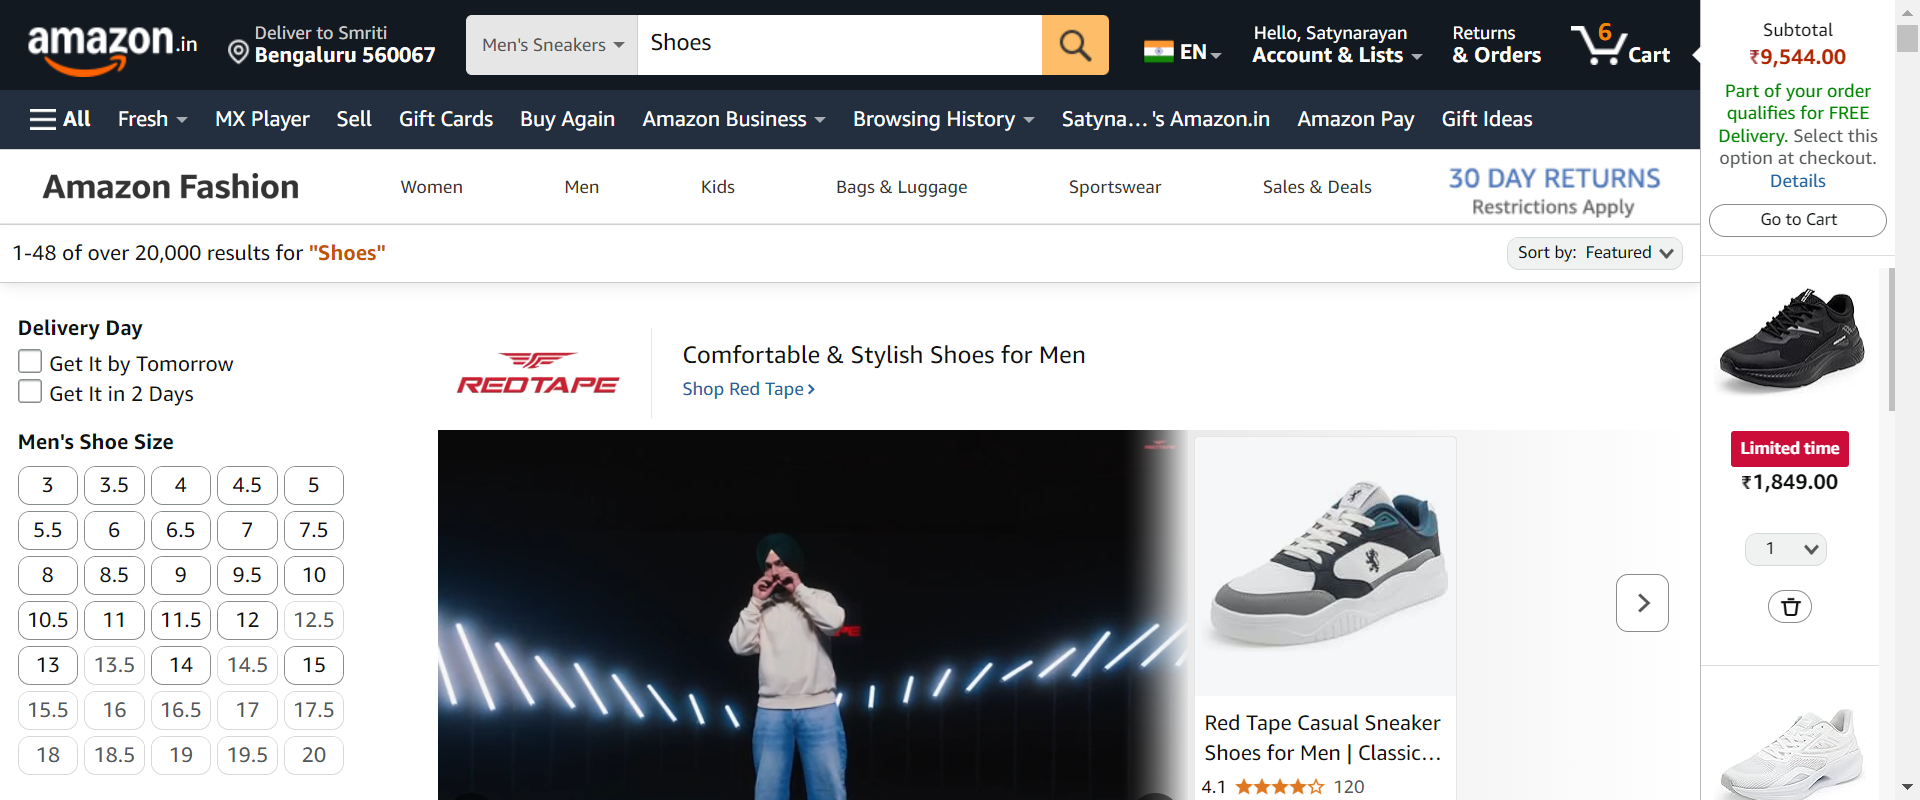 amazon.in
Deliver to Smriti
Bengaluru 560067
Men's Sneakers
Shoes
EN
Hello, Satynarayan
Account & Lists
Returns
& Orders
6
Cart
All
Fresh
MX Player
Sell
Gift Cards
Buy Again
Amazon Business
Browsing History
Satyna... 's Amazon.in
Amazon Pay
Gift Ideas
Amazon Fashion
Women
Men
Kids
Bags & Luggage
Sportswear
Sales & Deals
30 DAY RETURNS
Restrictions Apply
1-48 of over 20,000 results for "Shoes"
Sort by: Featured
Delivery Day
Get It by Tomorrow
Get It in 2 Days
Men's Shoe Size
3 3.5 4 4.5 5
5.5 6 6.5 7 7.5
8 8.5 9 9.5 10
10.5 11 11.5 12 12.5
13 13.5 14 14.5 15
15.5 16 16.5 17 17.5
18 18.5 19 19.5 20
REDTAPE
Comfortable & Stylish Shoes for Men
Shop Red Tape
REDTAPE
Red Tape Casual Sneaker
Shoes for Men | Classic...
4.1 120
Subtotal
₹9,544.00
Part of your order
qualifies for FREE
Delivery. Select this
option at checkout.
Details
Go to Cart
Limited time
₹1,849.00
1